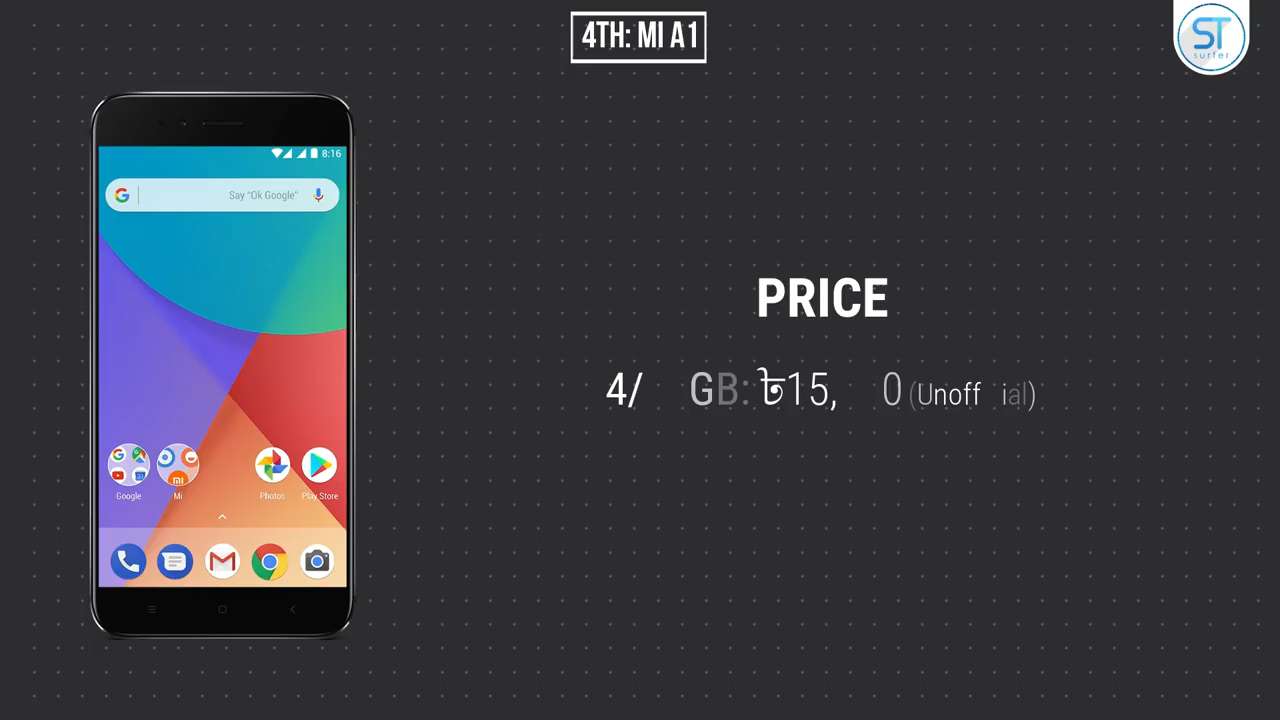 4TH: MI A1
ST
surfer
8:16
Say "Ok Google"
PRICE
4/ GB: ৳15, 0 (Unoff ial)
Google Mi Photos Play Store